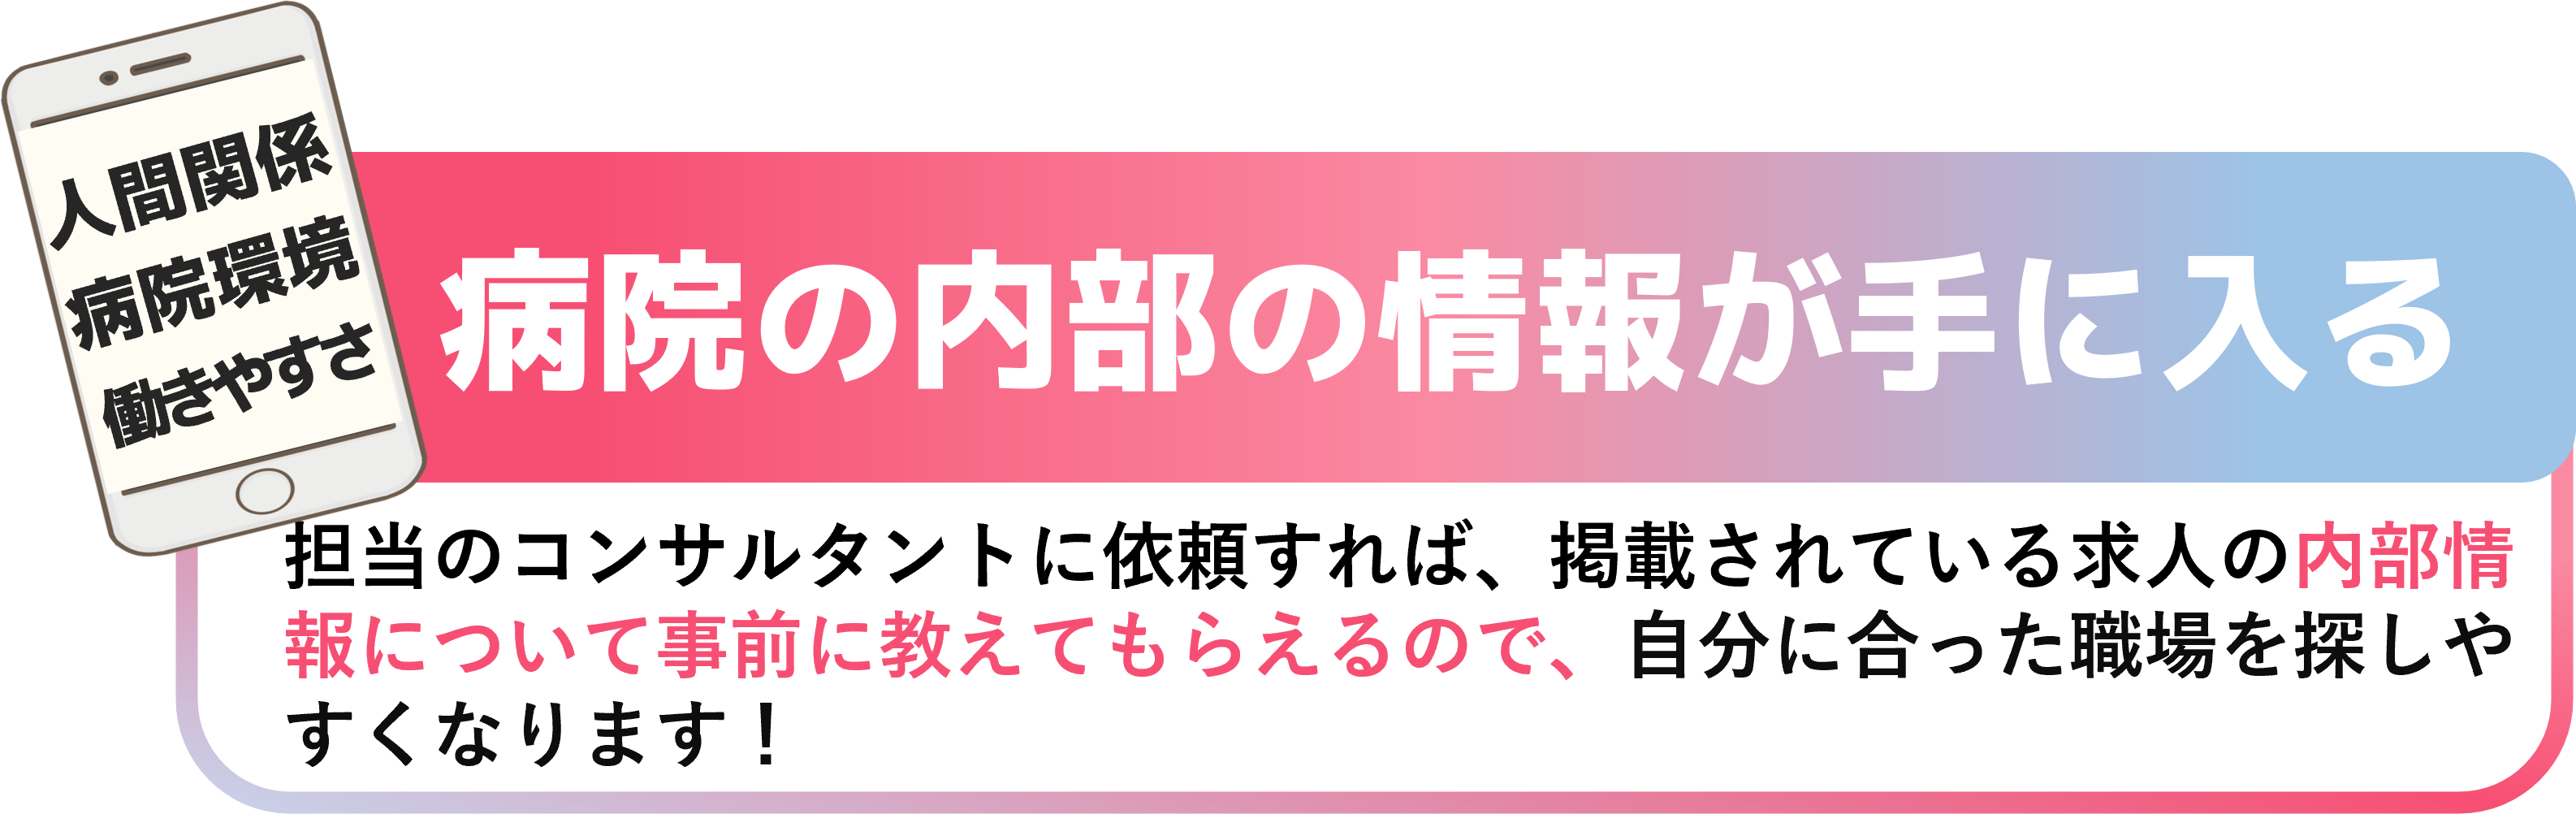 人間関係
病院環境
働きやすさ
病院の内部の情報が手に入る
担当のコンサルタントに依頼すれば、掲載されている求人の内部情
報について事前に教えてもらえるので、自分に合った職場を探しや
すくなります！